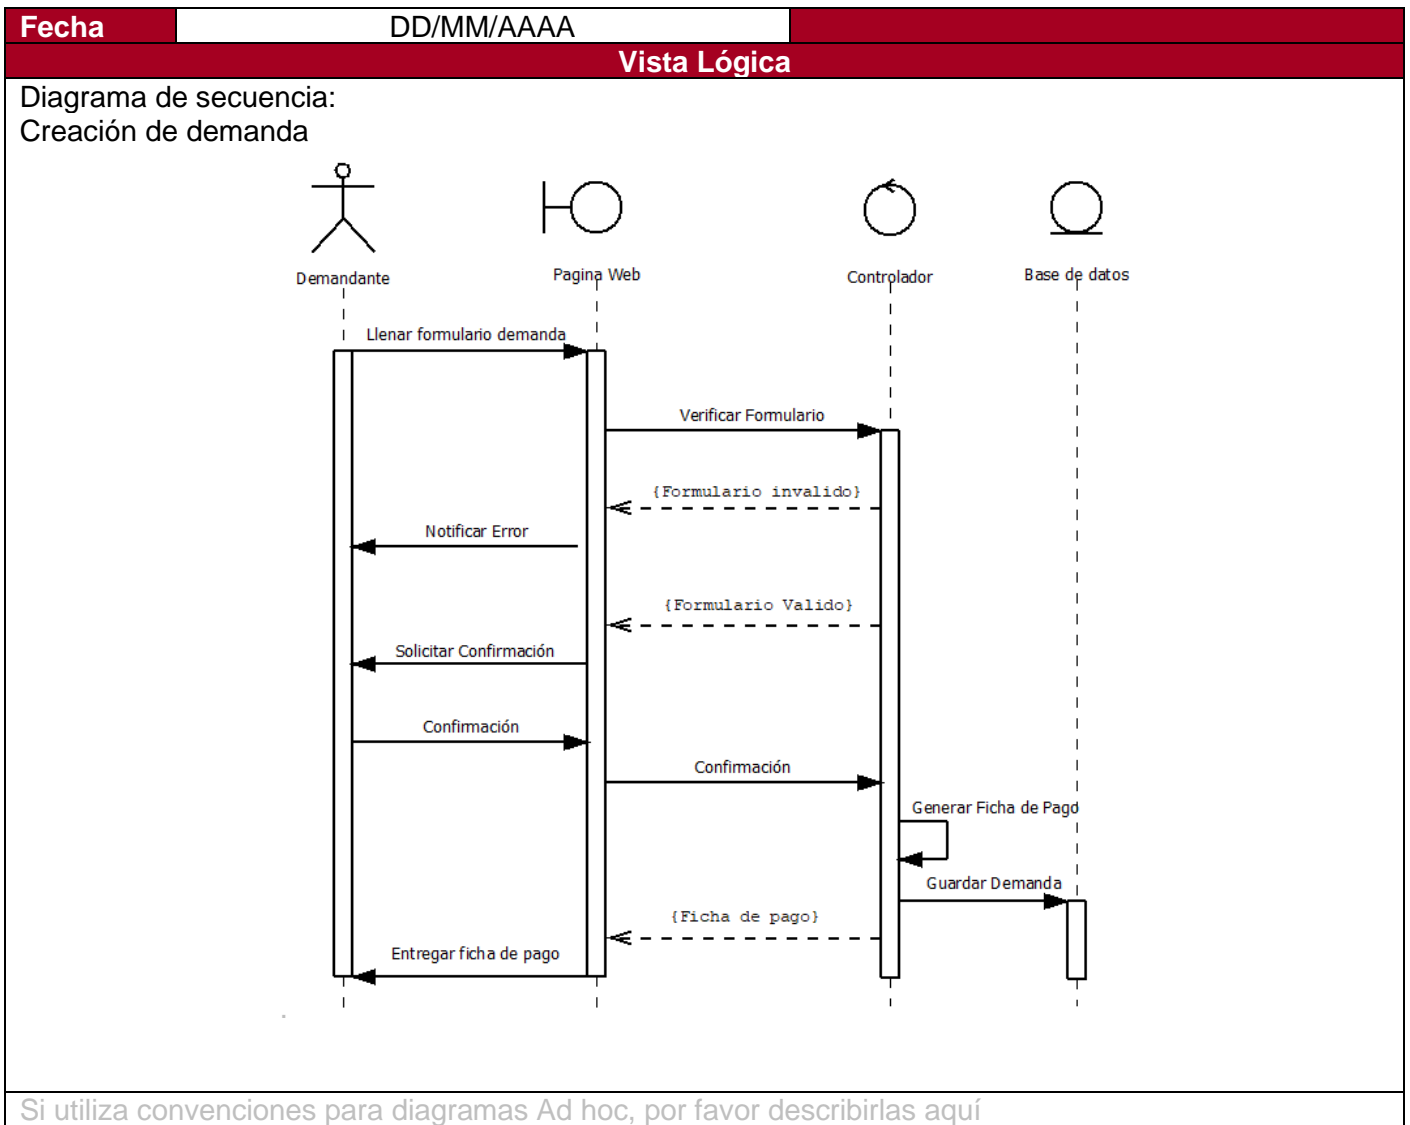 Fecha DD/MM/AAAA
Vista Lógica
Diagrama de secuencia:
Creación de demanda
Demandante Pagina Web Controlador Base de datos
Llenar formulario demanda
Verificar Formulario
{Formulario invalido}
Notificar Error
{Formulario Valido}
Solicitar Confirmación
Confirmación
Confirmación
Generar Ficha de Pago
Guardar Demanda
{Ficha de pago}
Entregar ficha de pago
.
Si utiliza convenciones para diagramas Ad hoc, por favor describirlas aquí